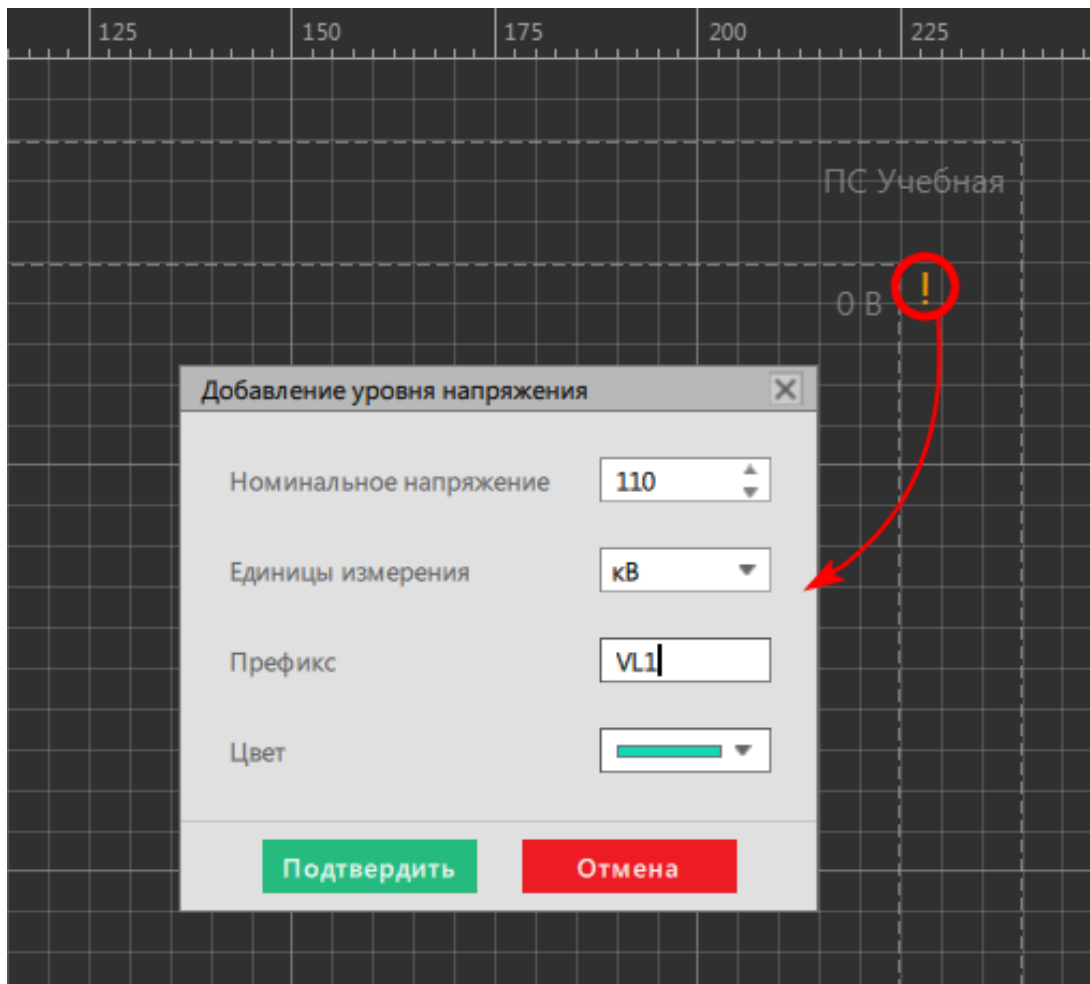 125 150 175 200 225
ПС Учебная
0 В !
Добавление уровня напряжения
Номинальное напряжение 110
Единицы измерения кВ
Префикс VL1
Цвет
Подтвердить Отмена